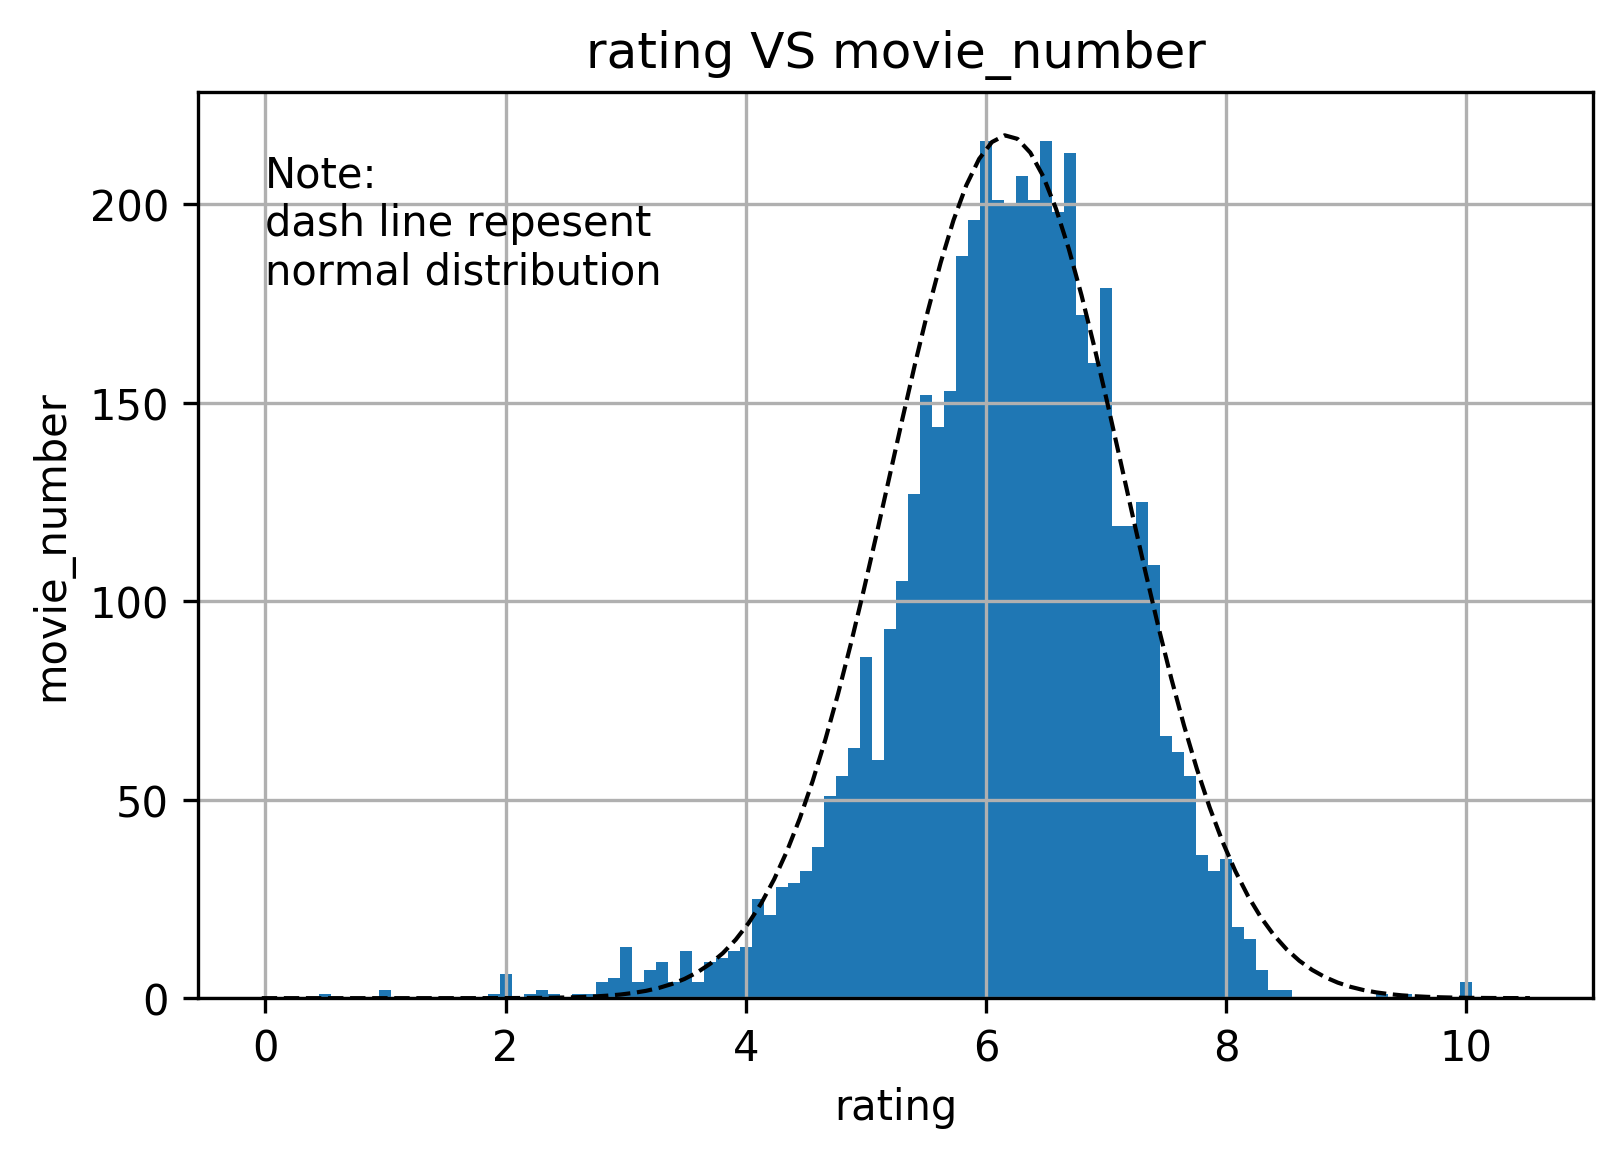 rating VS movie_number
Note:
dash line repesent
normal distribution
movie_number
200
150
100
50
0
0 2 4 6 8 10
rating